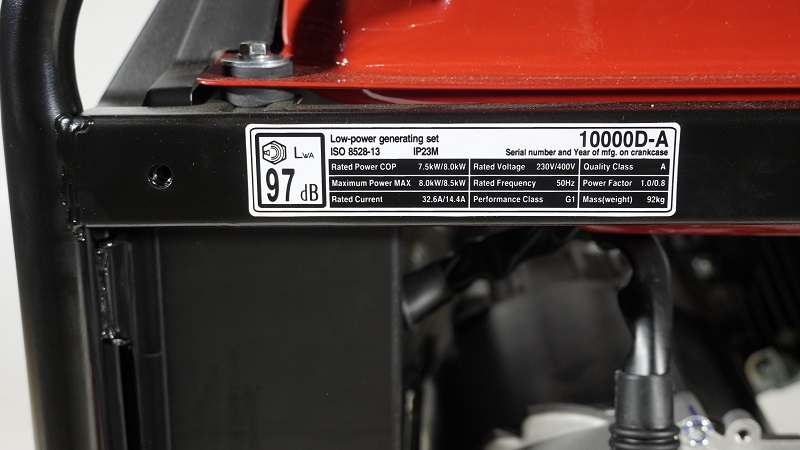 LWA
97 dB
Low-power generating set 10000D-A
ISO 8528-13 IP23M Serial number and Year of mfg. on crankcase
Rated Power COP 7.5kW/8.0kW Rated Voltage 230V/400V Quality Class A
Maximum Power MAX 8.0kW/8.5kW Rated Frequency 50Hz Power Factor 1.0/0.8
Rated Current 32.6A/14.4A Performance Class G1 Mass(weight) 92kg